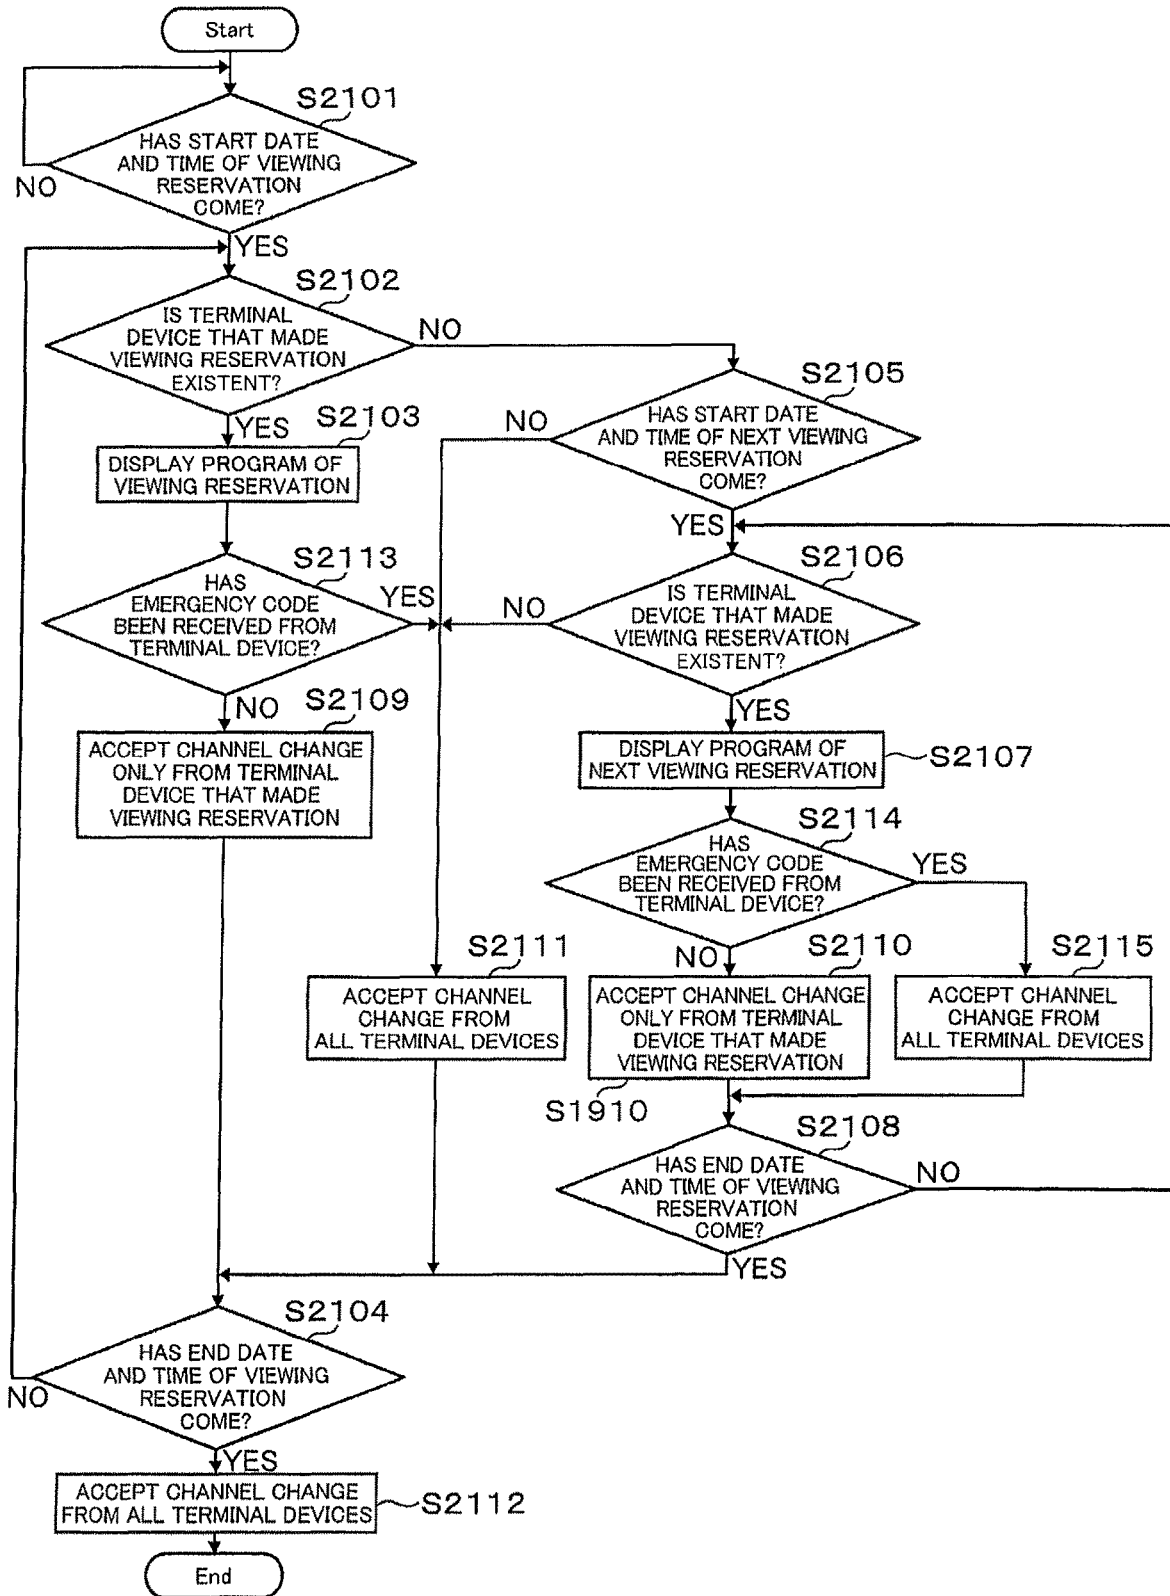 Start
S2101
HAS START DATE
AND TIME OF VIEWING
RESERVATION
COME?
NO
YES
S2102
IS TERMINAL
DEVICE THAT MADE
VIEWING RESERVATION
EXISTENT?
NO
YES
S2103
DISPLAY PROGRAM OF
VIEWING RESERVATION
S2105
HAS START DATE
AND TIME OF NEXT VIEWING
RESERVATION
COME?
NO
YES
S2113
HAS
EMERGENCY CODE
BEEN RECEIVED FROM
TERMINAL DEVICE?
YES
NO
S2106
IS TERMINAL
DEVICE THAT MADE
VIEWING RESERVATION
EXISTENT?
NO
YES
S2109
ACCEPT CHANNEL CHANGE
ONLY FROM TERMINAL
DEVICE THAT MADE
VIEWING RESERVATION
DISPLAY PROGRAM OF
NEXT VIEWING RESERVATION
S2107
S2114
HAS
EMERGENCY CODE
BEEN RECEIVED FROM
TERMINAL DEVICE?
YES
NO
S2111
ACCEPT CHANNEL
CHANGE FROM
ALL TERMINAL DEVICES
S2110
ACCEPT CHANNEL CHANGE
ONLY FROM TERMINAL
DEVICE THAT MADE
VIEWING RESERVATION
S1910
S2115
ACCEPT CHANNEL
CHANGE FROM
ALL TERMINAL DEVICES
S2108
HAS END DATE
AND TIME OF VIEWING
RESERVATION
COME?
NO
YES
S2104
HAS END DATE
AND TIME OF VIEWING
RESERVATION
COME?
NO
YES
ACCEPT CHANNEL CHANGE
FROM ALL TERMINAL DEVICES
S2112
End